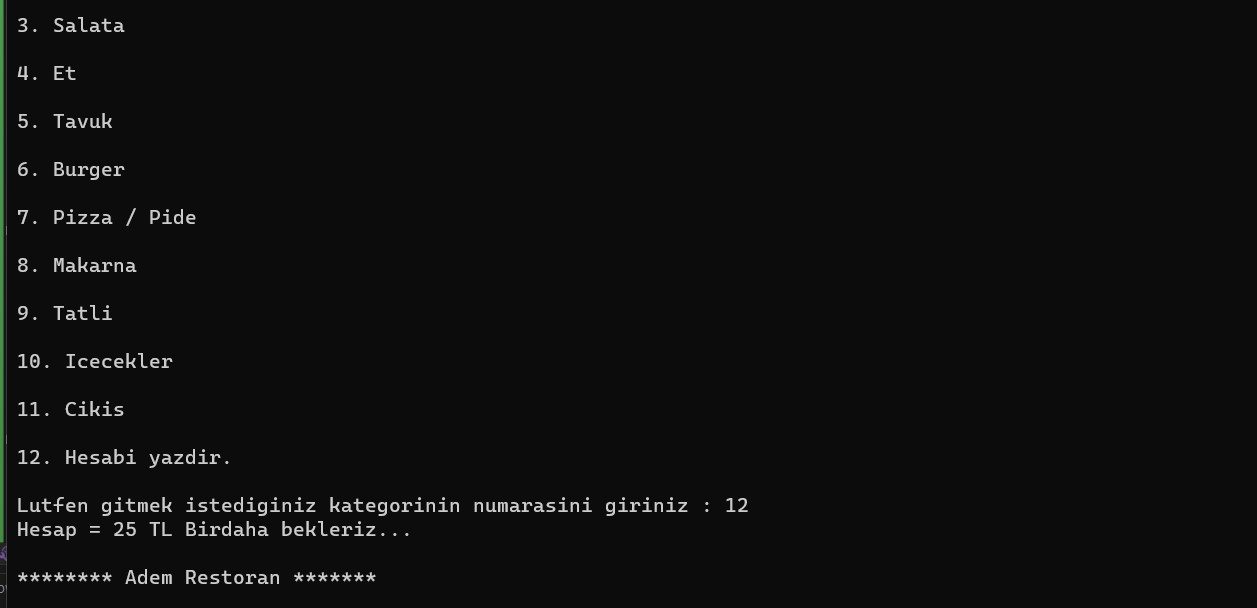 3. Salata
4. Et
5. Tavuk
6. Burger
7. Pizza / Pide
8. Makarna
9. Tatli
10. Icecekler
11. Cikis
12. Hesabi yazdir.
Lutfen gitmek istediginiz kategorinin numarasini giriniz : 12
Hesap = 25 TL Birdaha bekleriz...
******** Adem Restoran *******